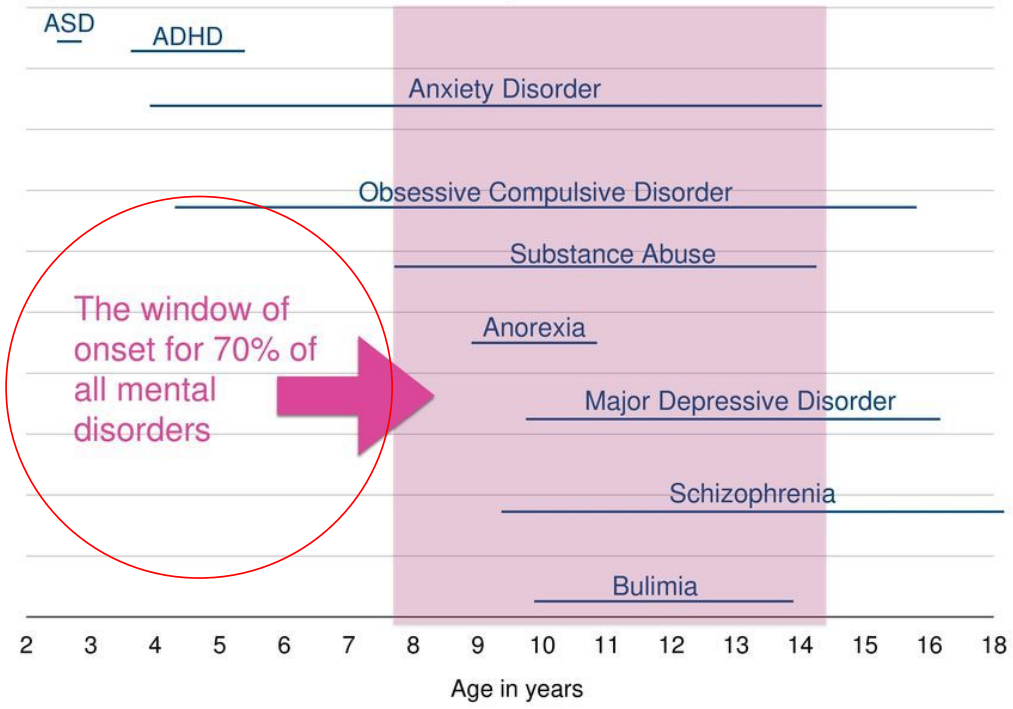 ASD
ADHD
Anxiety Disorder
Obsessive Compulsive Disorder
Substance Abuse
The window of
onset for 70% of
all mental
disorders
Anorexia
Major Depressive Disorder
Schizophrenia
Bulimia
2 3 4 5 6 7 8 9 10 11 12 13 14 15 16 18
Age in years